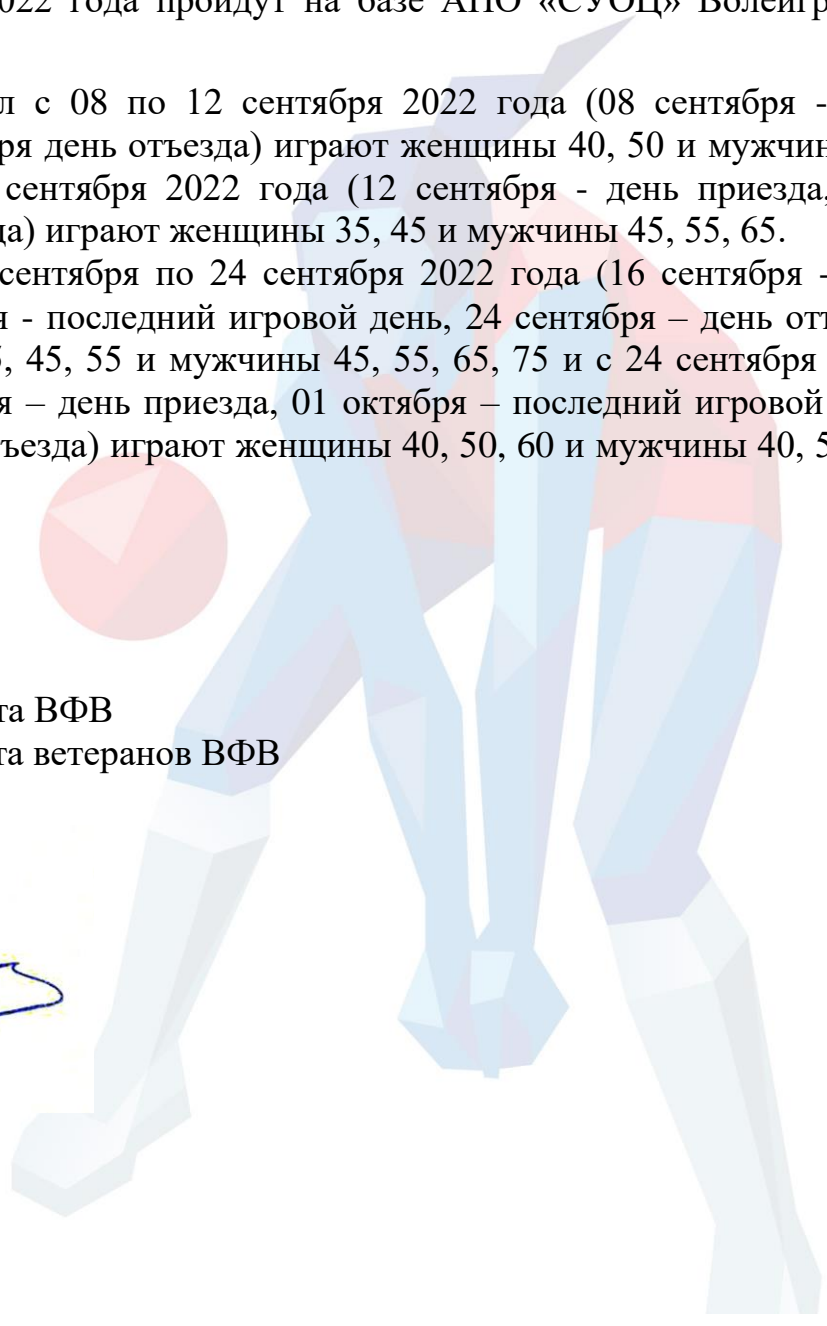 022 года пройдут на базе АПО «СУОЦ» Волейгр
л с 08 по 12 сентября 2022 года (08 сентября -
ря день отъезда) играют женщины 40, 50 и мужчин
сентября 2022 года (12 сентября - день приезда,
да) играют женщины 35, 45 и мужчины 45, 55, 65.
сентября по 24 сентября 2022 года (16 сентября -
я - последний игровой день, 24 сентября – день отт
5, 45, 55 и мужчины 45, 55, 65, 75 и с 24 сентября
я – день приезда, 01 октября – последний игровой
ъезда) играют женщины 40, 50, 60 и мужчины 40, 5
та ВФВ
та ветеранов ВФВ